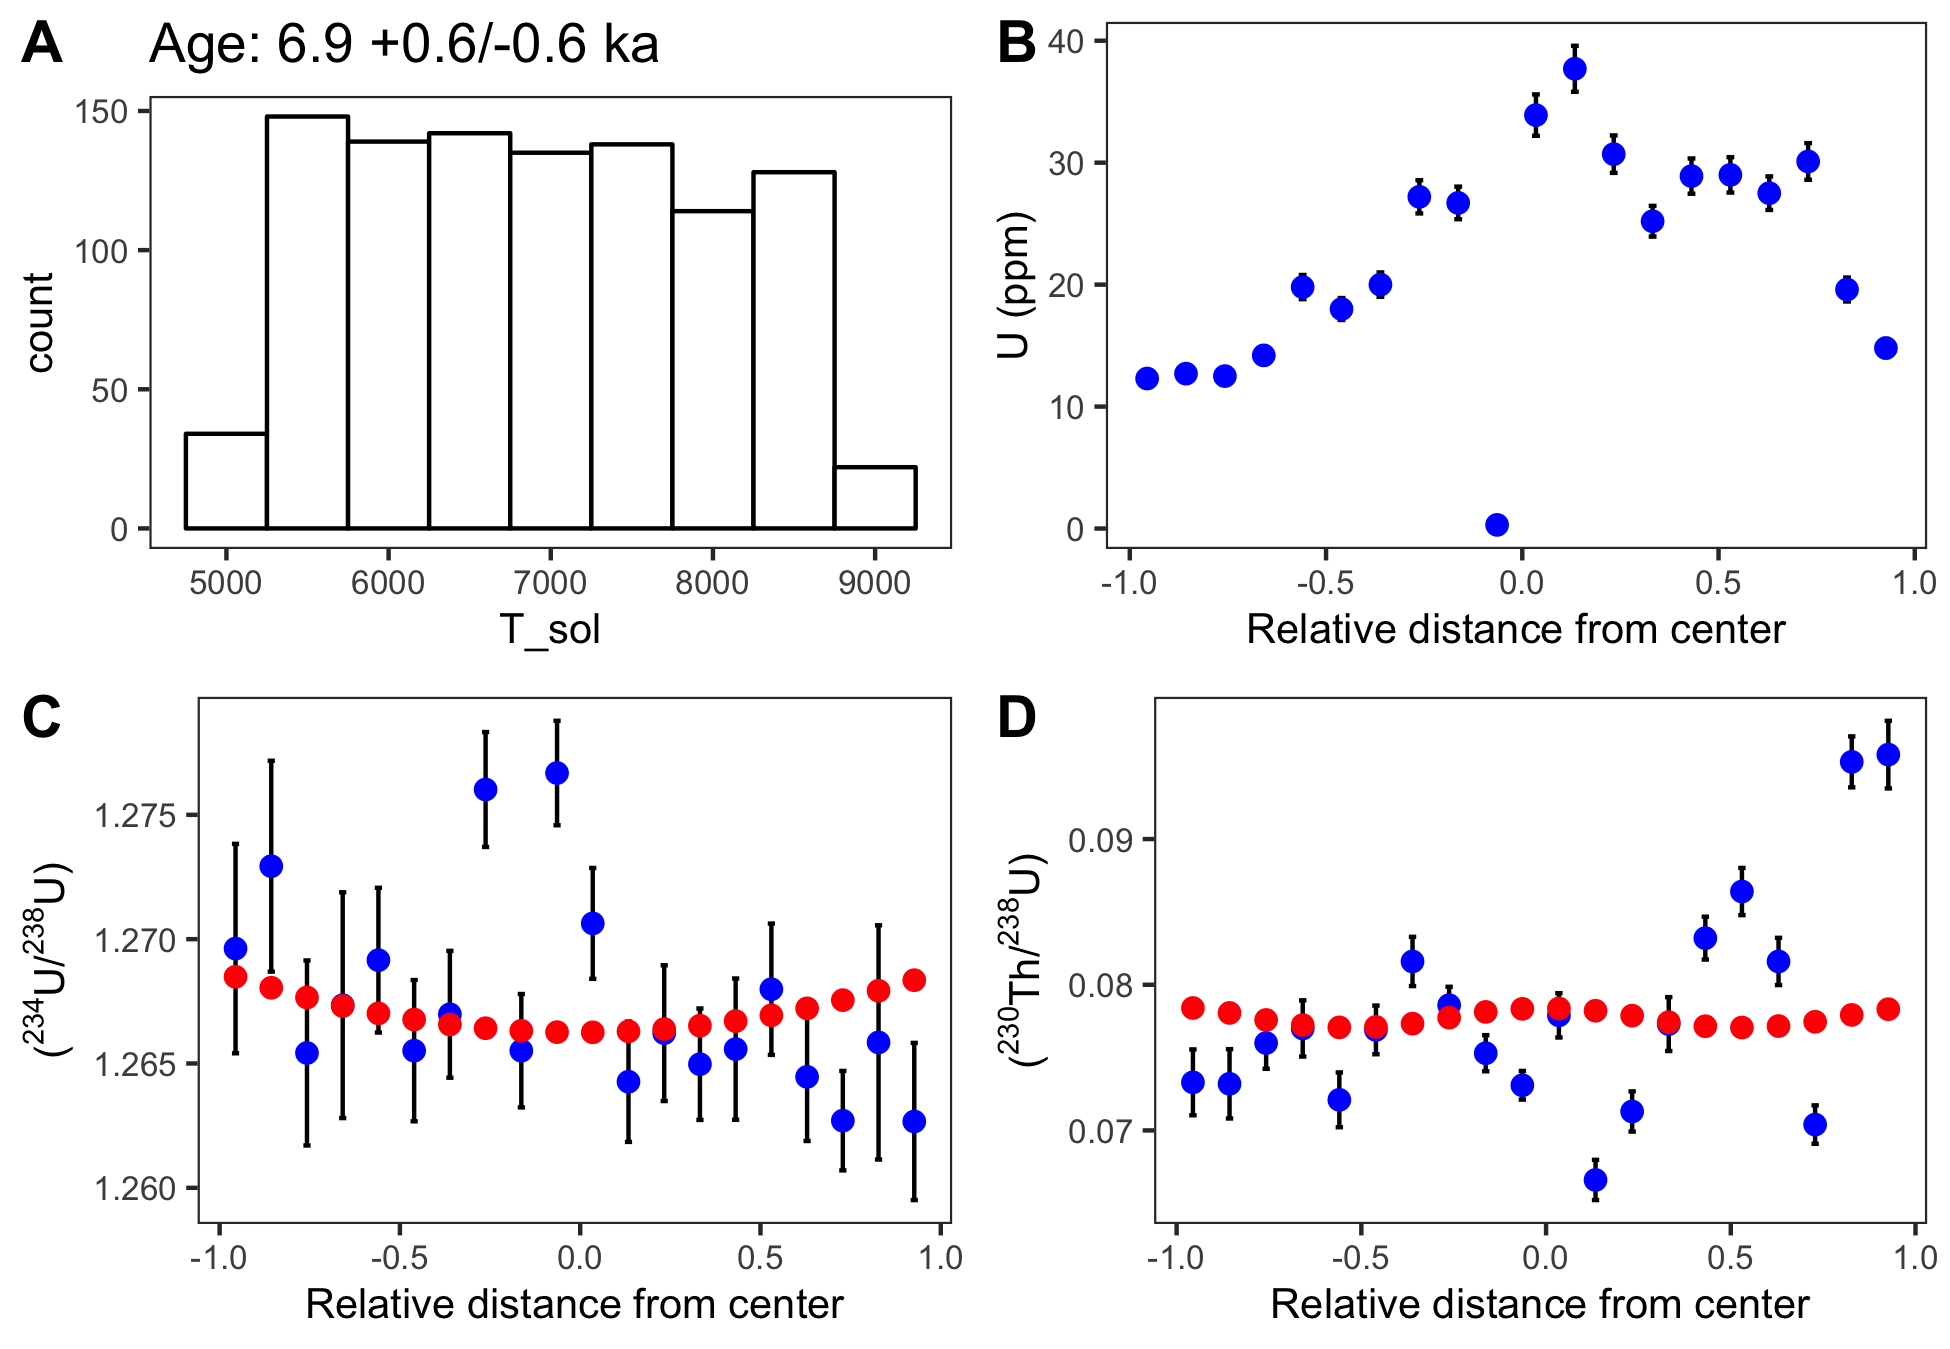 A Age: 6.9 +0.6/-0.6 ka
150
100
50
0
count
5000 6000 7000 8000 9000
T_sol
B
40
30
20
10
0
U (ppm)
-1.0 -0.5 0.0 0.5 1.0
Relative distance from center
C
1.275
1.270
1.265
1.260
(²³⁴U/²³⁸U)
-1.0 -0.5 0.0 0.5 1.0
Relative distance from center
D
0.09
0.08
0.07
(²³⁰Th/²³⁸U)
-1.0 -0.5 0.0 0.5 1.0
Relative distance from center